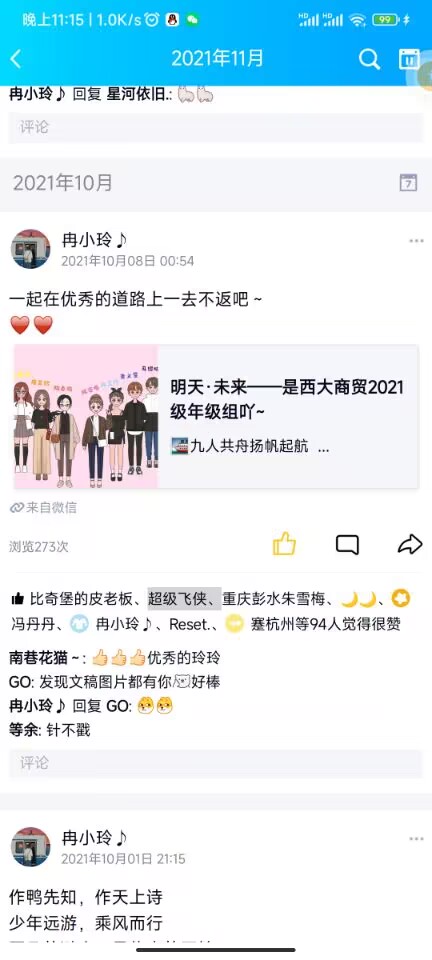 晚上11:15 | 1.0K/s
HD HD 99
2021年11月
冉小玲♪ 回复 星河依旧.: 🦙🦙
评论
2021年10月
7
冉小玲♪
2021年10月08日 00:54
一起在优秀的道路上一去不返吧 ~
❤️❤️
明天·未来——是西大商贸2021
级年级组吖~
🚢九人共舟扬帆起航 ...
来自微信
浏览273次
比奇堡的皮老板、超级飞侠、重庆彭水朱雪梅、🌙🌙、
冯丹丹、 冉小玲♪、Reset.、 塞杭州等94人觉得很赞
南巷花猫 ~ : 👍👍👍优秀的玲玲
GO: 发现文稿图片都有你好棒
冉小玲♪ 回复 GO:
等余: 针不戳
评论
冉小玲♪
2021年10月01日 21:15
作鸭先知，作天上诗
少年远游，乘风而行